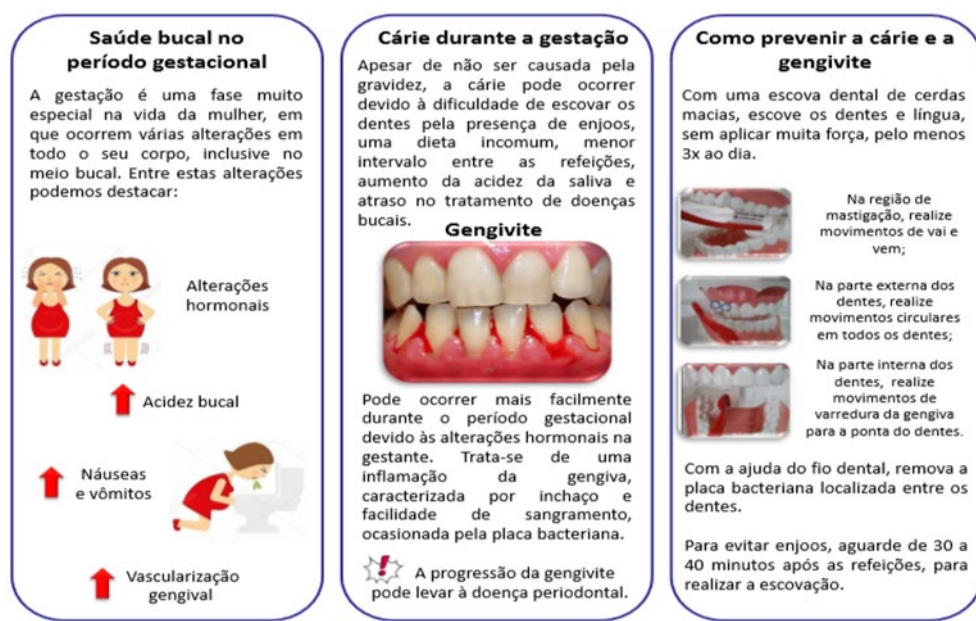 Saúde bucal no
período gestacional
A gestação é uma fase muito
especial na vida da mulher, em
que ocorrem várias alterações em
todo o seu corpo, inclusive no
meio bucal. Entre estas alterações
podemos destacar:
Alterações
hormonais
Acidez bucal
Náuseas
e vômitos
Vascularização
gengival
Cárie durante a gestação
Apesar de não ser causada pela
gravidez, a cárie pode ocorrer
devido à dificuldade de escovar os
dentes pela presença de enjoos,
uma dieta incomum, menor
intervalo entre as refeições,
aumento da acidez da saliva e
atraso no tratamento de doenças
bucais.
Gengivite
Pode ocorrer mais facilmente
durante o período gestacional
devido às alterações hormonais na
gestante. Trata-se de uma
inflamação da gengiva,
caracterizada por inchaço e
facilidade de sangramento,
ocasionada pela placa bacteriana.
A progressão da gengivite
pode levar à doença periodontal.
Como prevenir a cárie e a
gengivite
Com uma escova dental de cerdas
macias, escove os dentes e língua,
sem aplicar muita força, pelo menos
3x ao dia.
Na região de
mastigação, realize
movimentos de vai e
vem;
Na parte externa dos
dentes, realize
movimentos circulares
em todos os dentes;
Na parte interna dos
dentes, realize
movimentos de
varredura da gengiva
para a ponta do dentes.
Com a ajuda do fio dental, remova a
placa bacteriana localizada entre os
dentes.
Para evitar enjoos, aguarde de 30 a
40 minutos após as refeições, para
realizar a escovação.